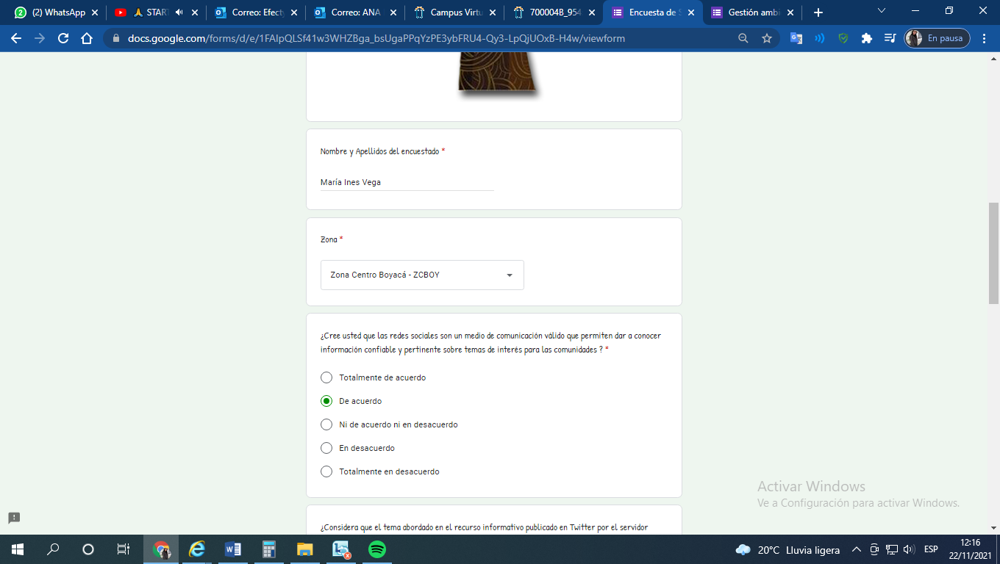 (2) WhatsApp
START
Correo: Efecty
Correo: ANA
Campus Virtu
700004B_954
Encuesta de S
Gestión ambi
docs.google.com/forms/d/e/1FAIpQLSf41w3WHZBga_bsUgaPPqYzPE3ybFRU4-Qy3-LpQjUOxB-H4w/viewform
En pausa
Nombre y Apellidos del encuestado *
María Ines Vega
Zona *
Zona Centro Boyacá - ZCBOY
¿Cree usted que las redes sociales son un medio de comunicación válido que permiten dar a conocer
información confiable y pertinente sobre temas de interés para las comunidades ? *
Totalmente de acuerdo
De acuerdo
Ni de acuerdo ni en desacuerdo
En desacuerdo
Totalmente en desacuerdo
Activar Windows
Ve a Configuración para activar Windows.
¿Considera que el tema abordado en el recurso informativo publicado en Twitter por el servidor
20°C Lluvia ligera
ESP
12:16
22/11/2021